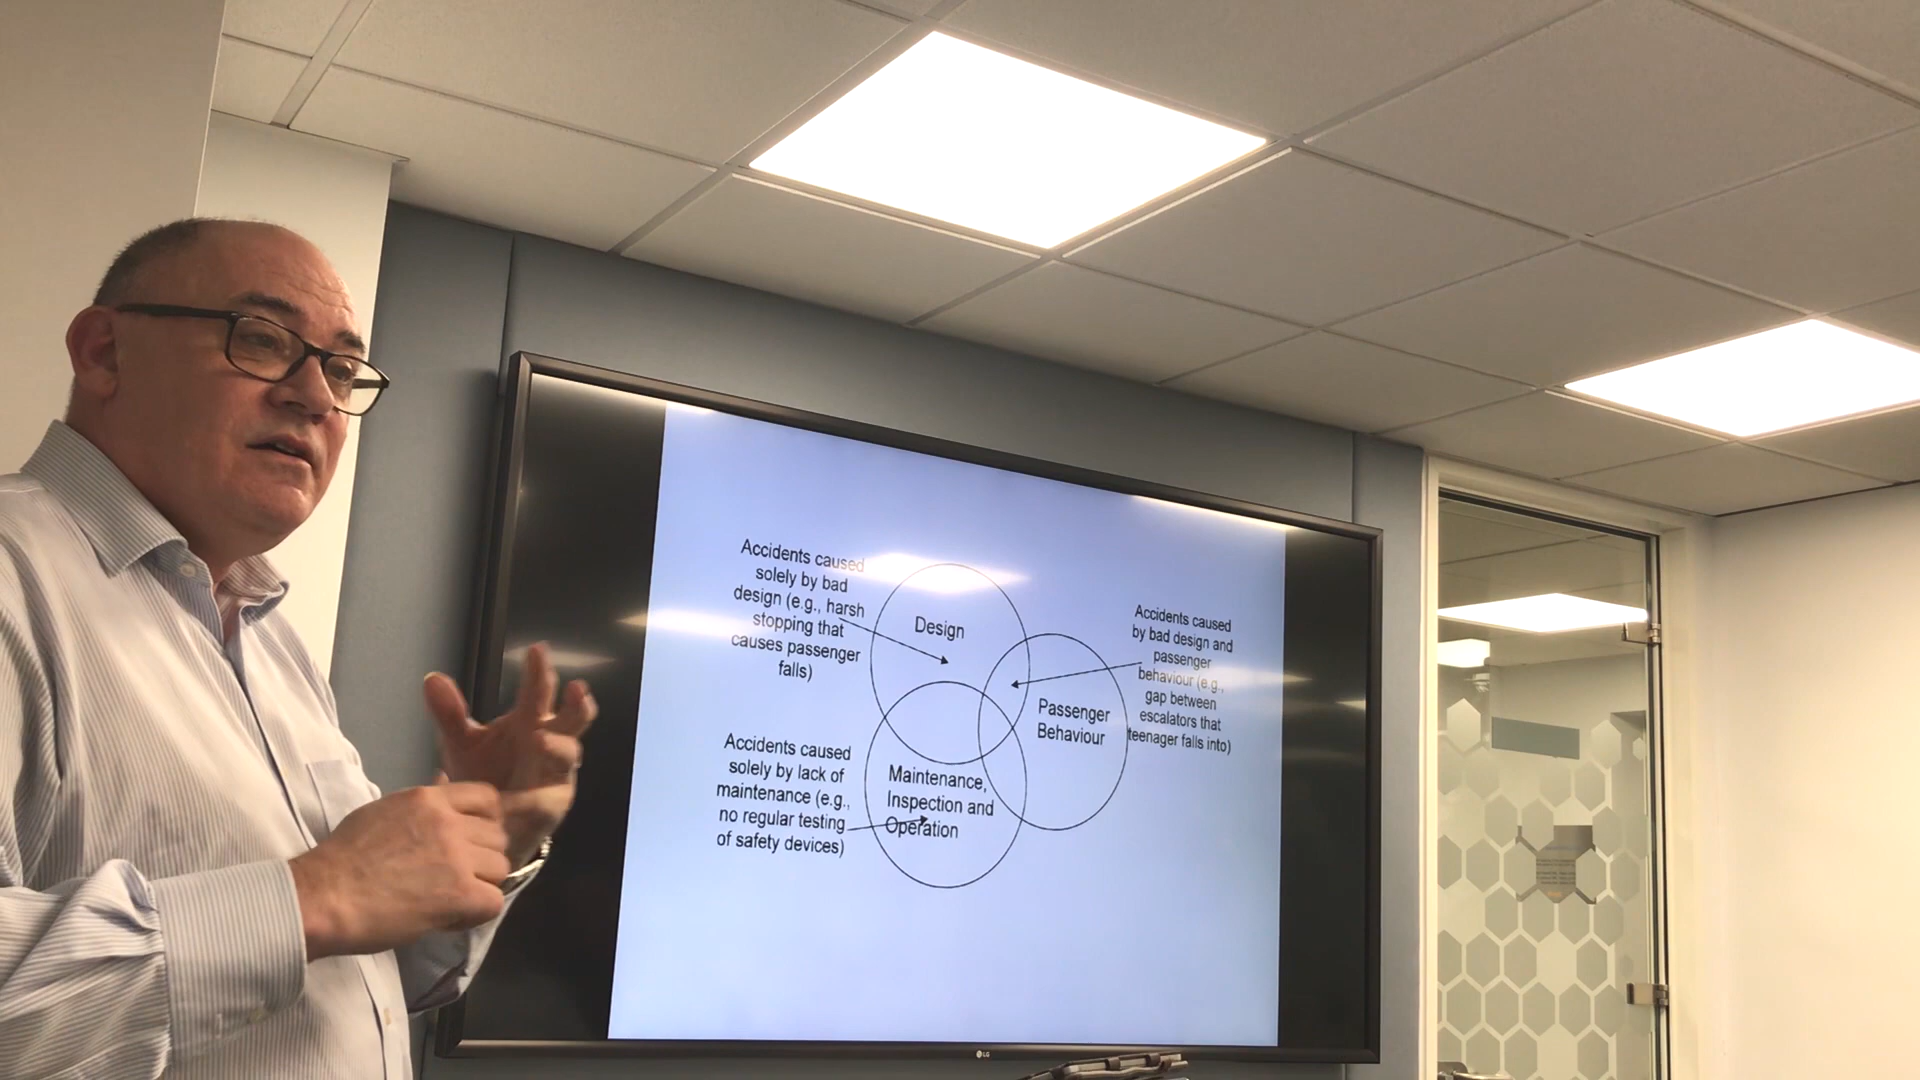 Accidents caused
solely by bad
design (e.g., harsh
stopping that
causes passenger
falls)
Design
Accidents caused
by bad design and
passenger
behaviour (e.g.,
gap between
escalators that
teenager falls into)
Passenger
Behaviour
Accidents caused
solely by lack of
maintenance (e.g.,
no regular testing
of safety devices)
Maintenance,
Inspection and
Operation
LG